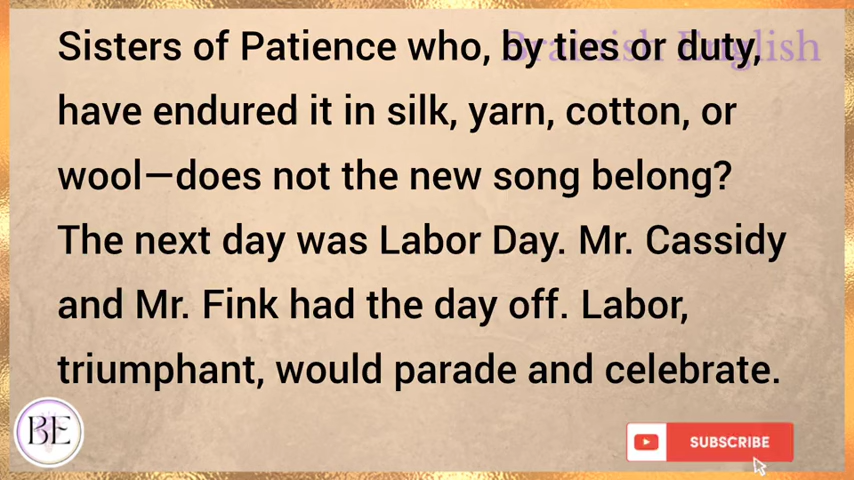 Brainish English
Sisters of Patience who, by ties or duty,
have endured it in silk, yarn, cotton, or
wool—does not the new song belong?
The next day was Labor Day. Mr. Cassidy
and Mr. Fink had the day off. Labor,
triumphant, would parade and celebrate.
BE
SUBSCRIBE